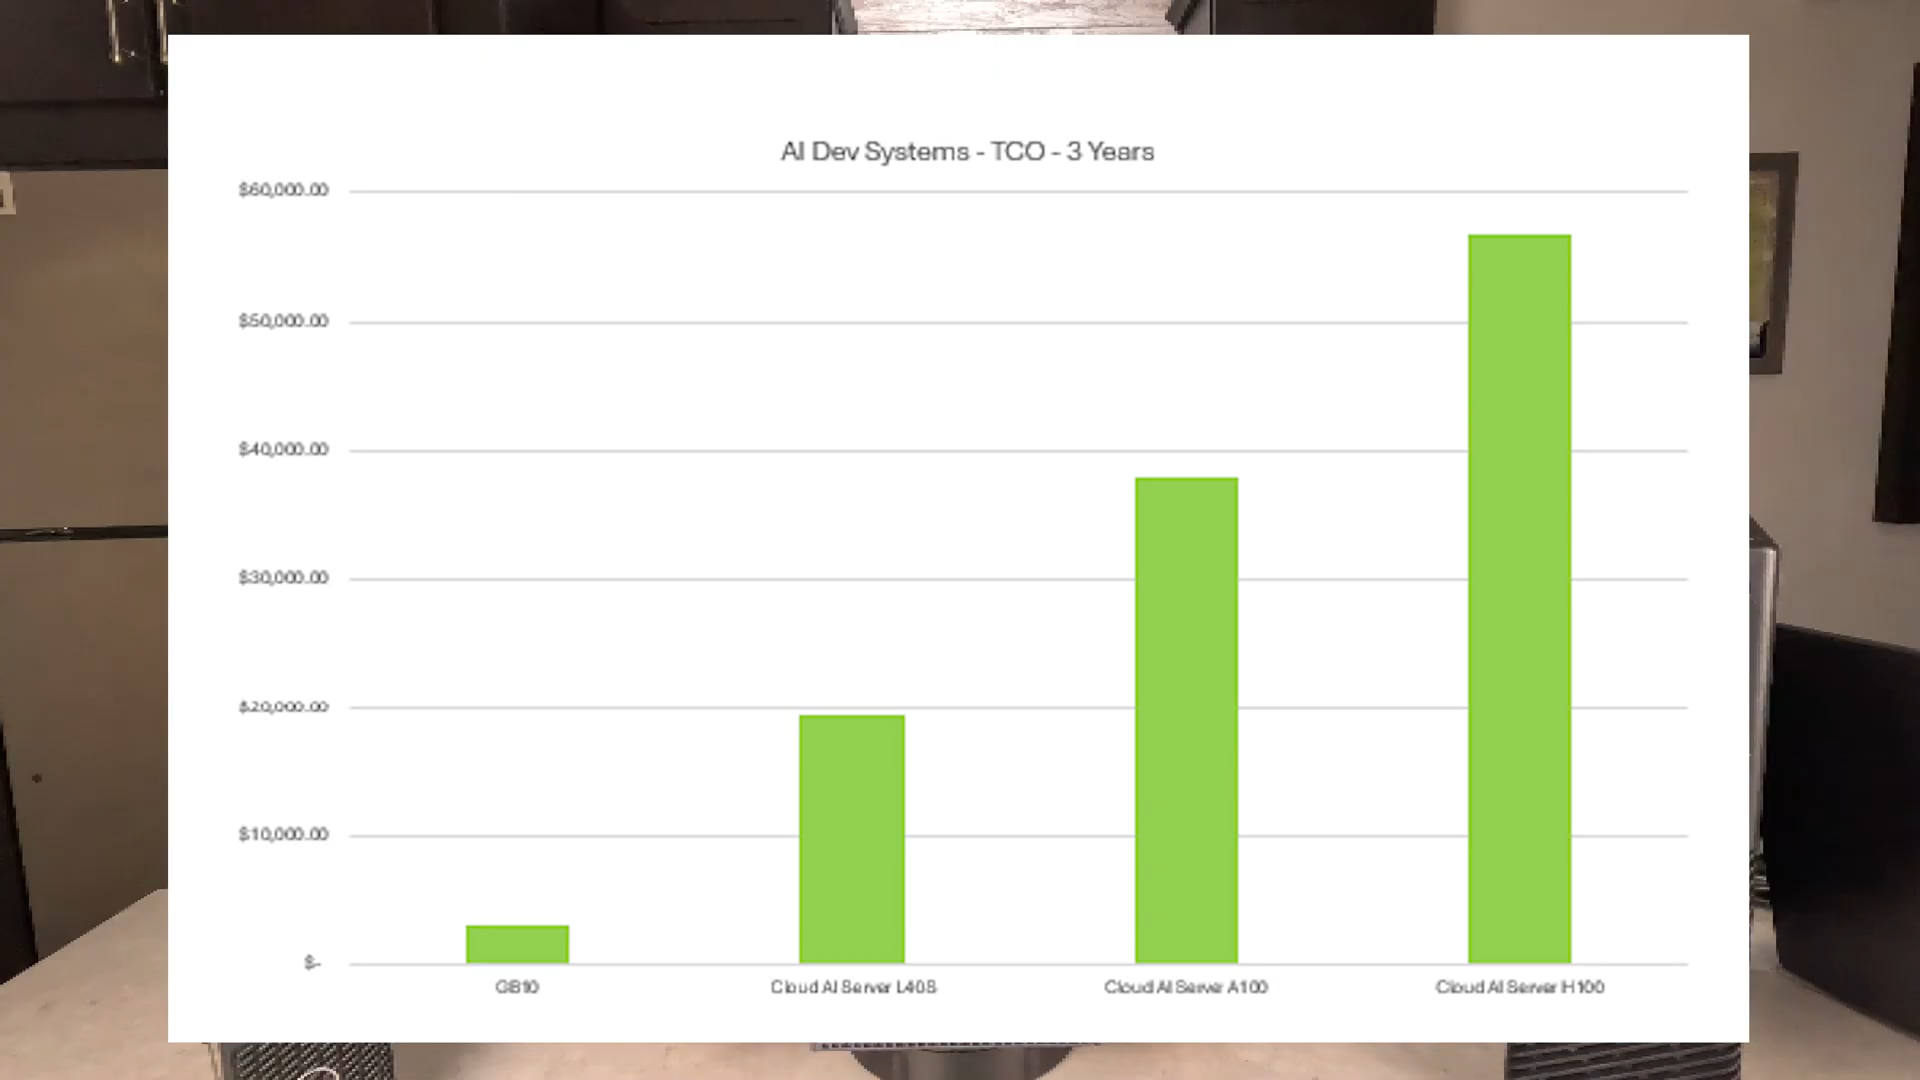 AI Dev Systems - TCO - 3 Years
$60,000.00
$50,000.00
$40,000.00
$30,000.00
$20,000.00
$10,000.00
$-
GB10
Cloud AI Server L40S
Cloud AI Server A100
Cloud AI Server H100